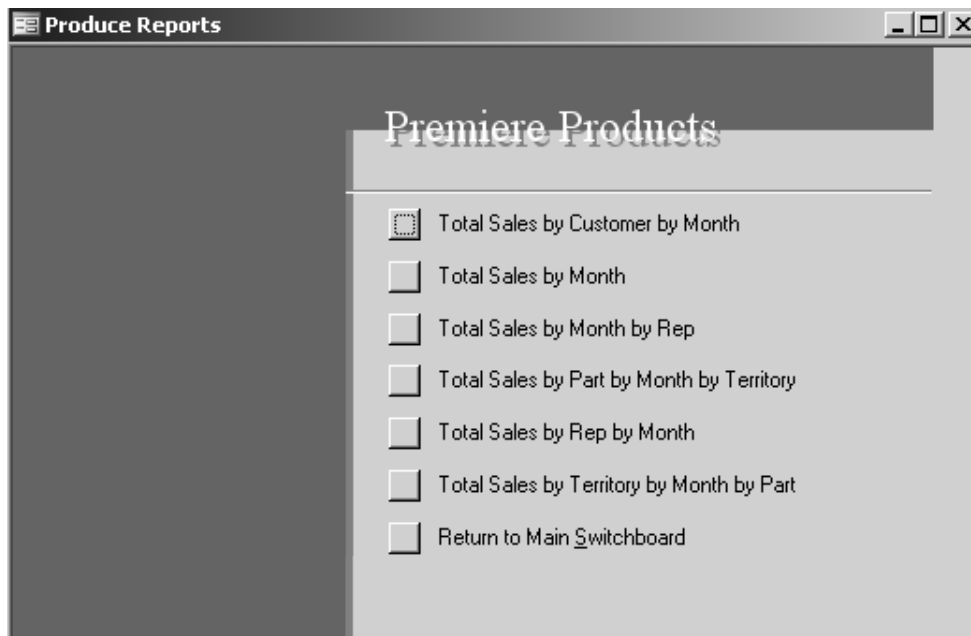 Produce Reports
Premiere Products
Total Sales by Customer by Month
Total Sales by Month
Total Sales by Month by Rep
Total Sales by Part by Month by Territory
Total Sales by Rep by Month
Total Sales by Territory by Month by Part
Return to Main Switchboard